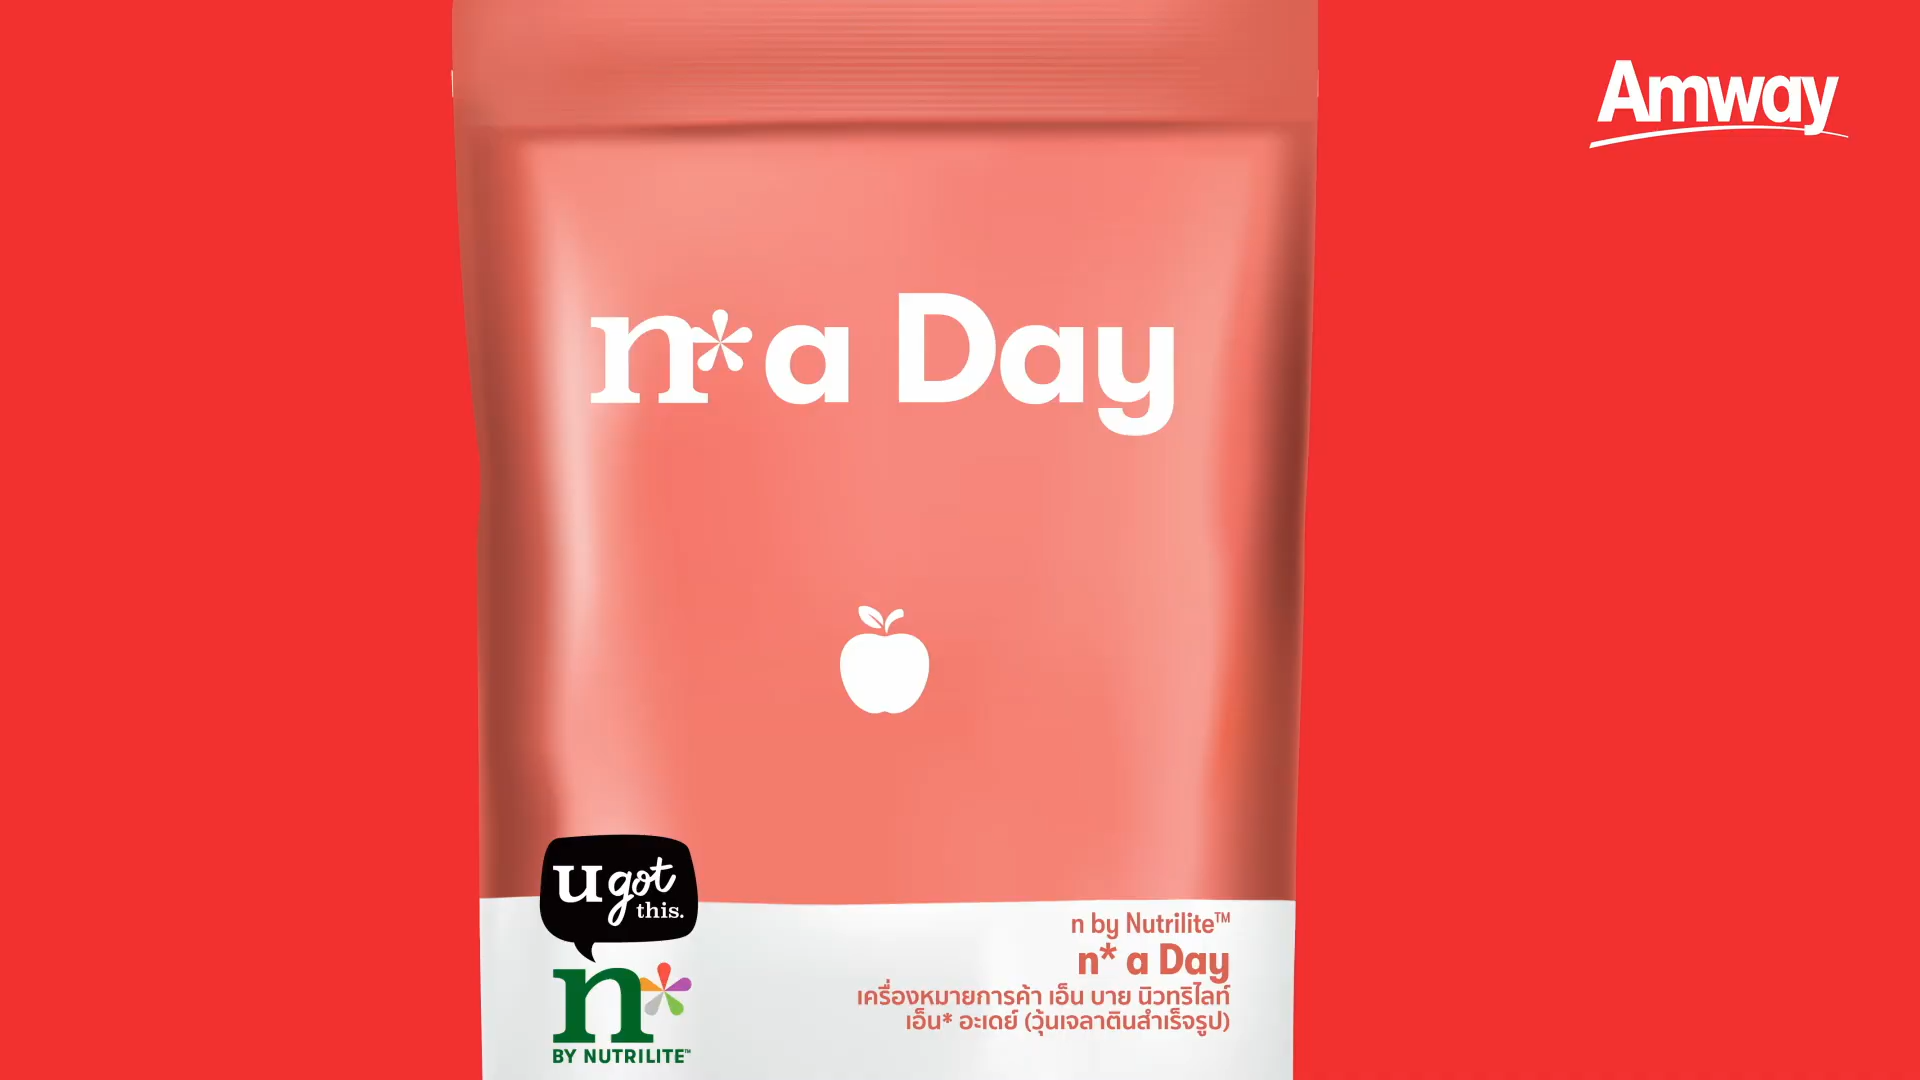 Amway
n* a Day
u got
this.
n*
BY NUTRILITE™
n by Nutrilite™
n* a Day
เครื่องหมายการค้า เอ็น บาย นิวทริไลท์
เอ็น* อะเดย์ (วุ้นเจลาตินสำเร็จรูป)